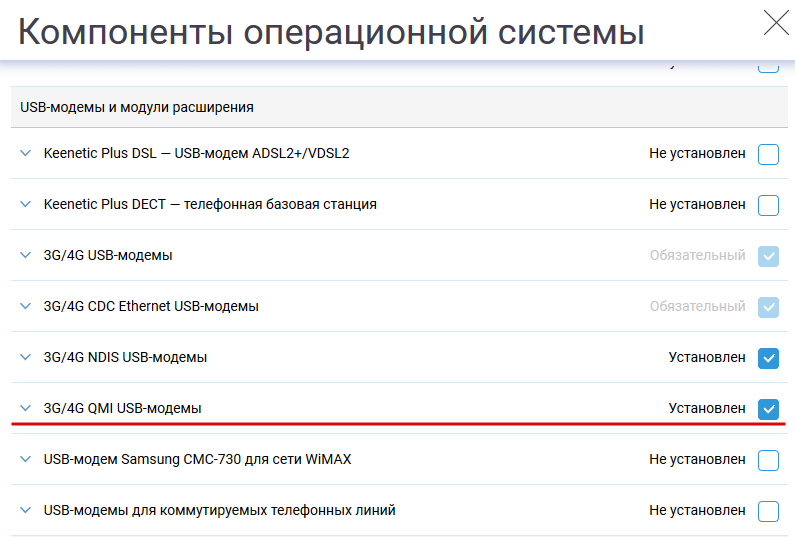 Компоненты операционной системы
USB-модемы и модули расширения
Keenetic Plus DSL — USB-модем ADSL2+/VDSL2 Не установлен
Keenetic Plus DECT — телефонная базовая станция Не установлен
3G/4G USB-модемы Обязательный
3G/4G CDC Ethernet USB-модемы Обязательный
3G/4G NDIS USB-модемы Установлен
3G/4G QMI USB-модемы Установлен
USB-модем Samsung CMC-730 для сети WiMAX Не установлен
USB-модемы для коммутируемых телефонных линий Не установлен